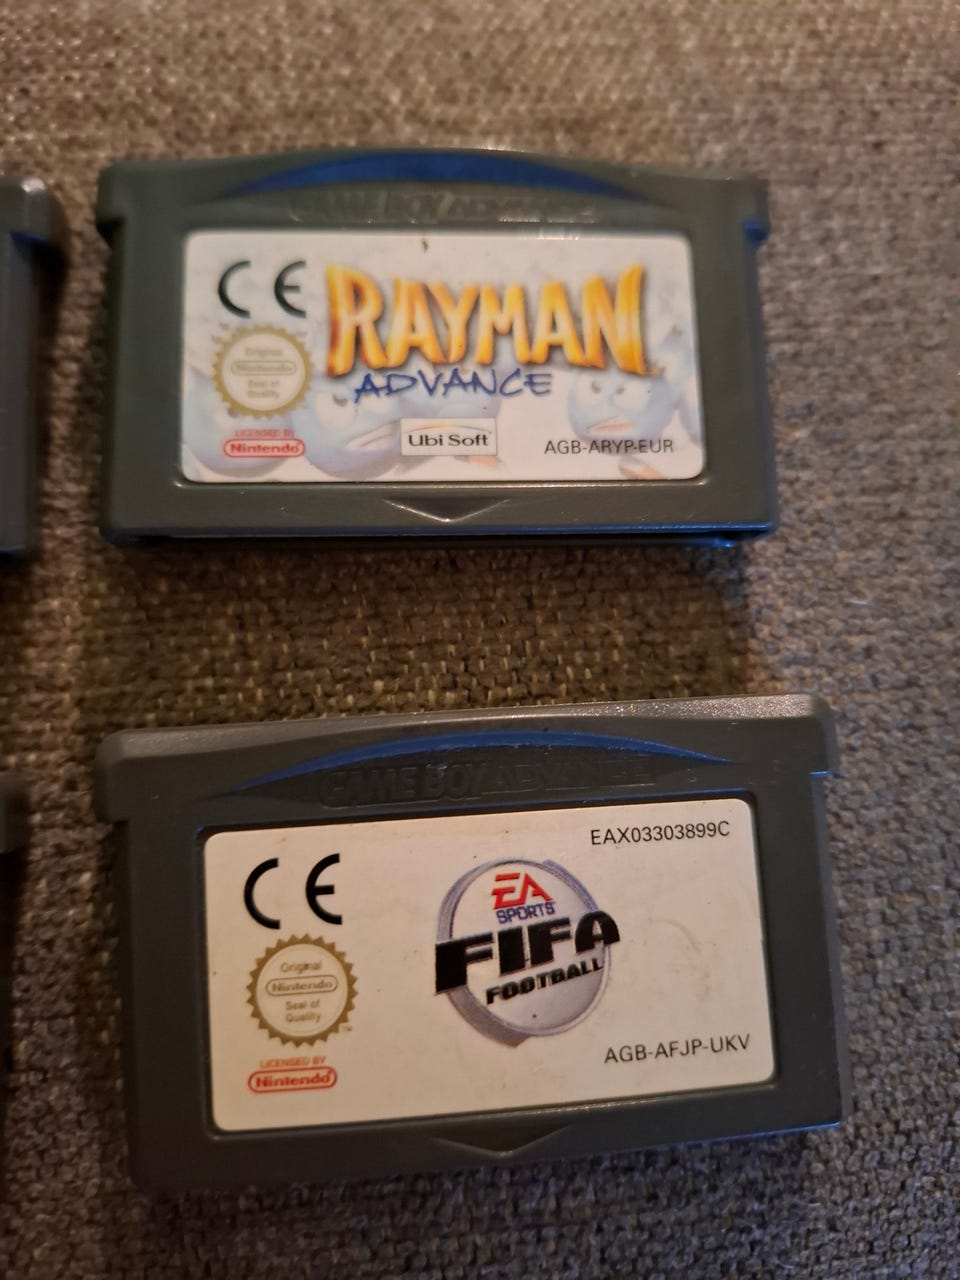 GAME BOY ADVANCE
CE
RAYMAN
ADVANCE
Original
Nintendo
Seal of
Quality
LICENSED BY
Nintendo
Ubi Soft
AGB-ARYP-EUR
GAME BOY ADVANCE
EAX03303899C
CE
EA
SPORTS
FIFA
FOOTBALL
Original
Nintendo
Seal of
Quality
TM
LICENSED BY
Nintendo
AGB-AFJP-UKV